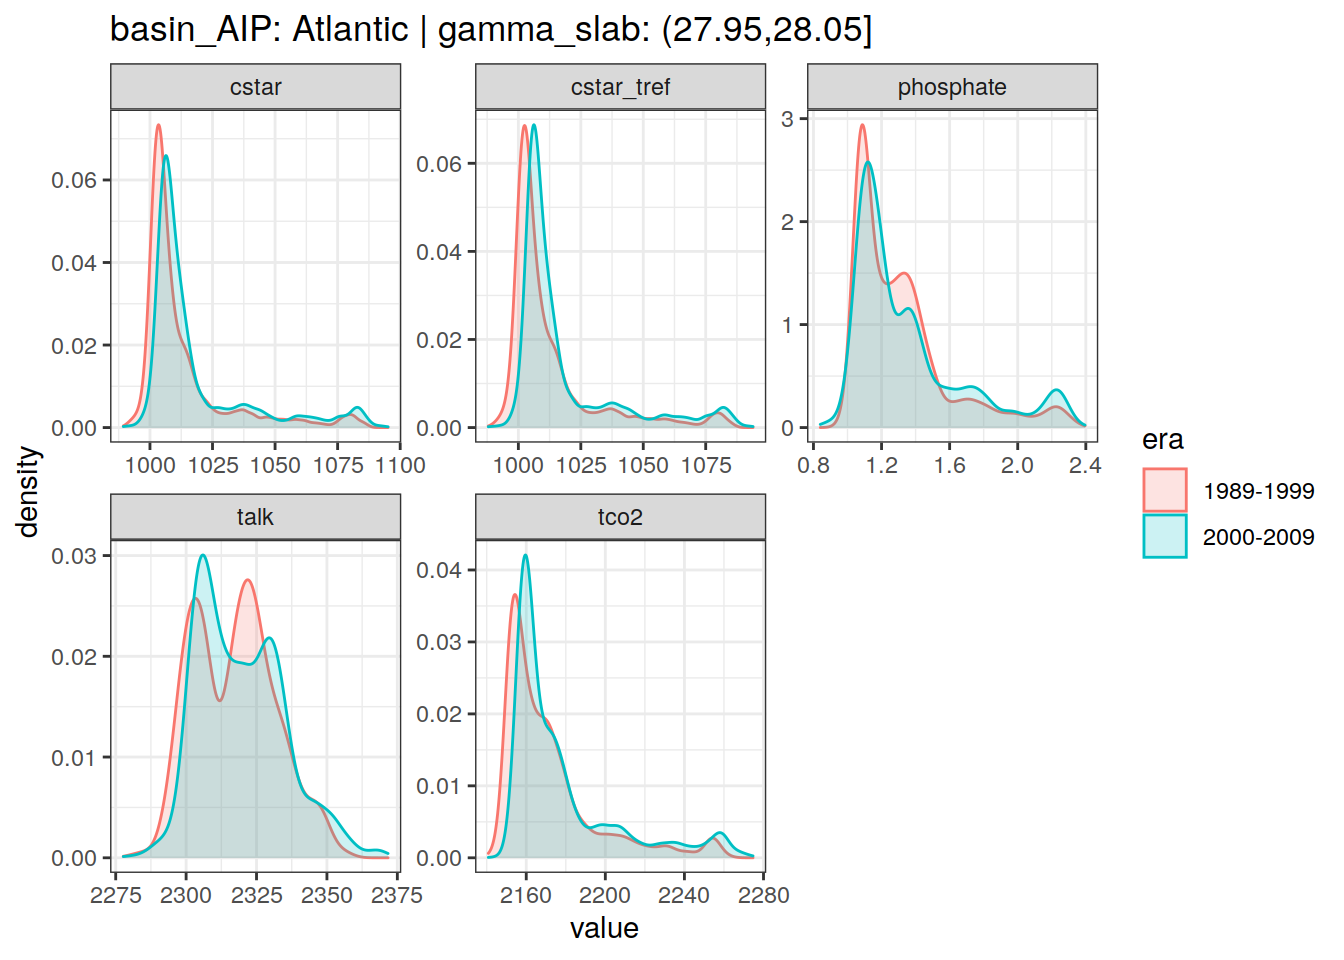 basin_AIP: Atlantic | gamma_slab: (27.95,28.05]
cstar
cstar_tref
phosphate
0.06
0.04
0.02
0.00
1000 1025 1050 1075 1100
0.06
0.04
0.02
0.00
1000 1025 1050 1075
3
2
1
0
0.8 1.2 1.6 2.0 2.4
talk
tco2
0.03
0.02
0.01
0.00
2275 2300 2325 2350 2375
0.04
0.03
0.02
0.01
0.00
2160 2200 2240 2280
density
value
era
1989-1999
2000-2009